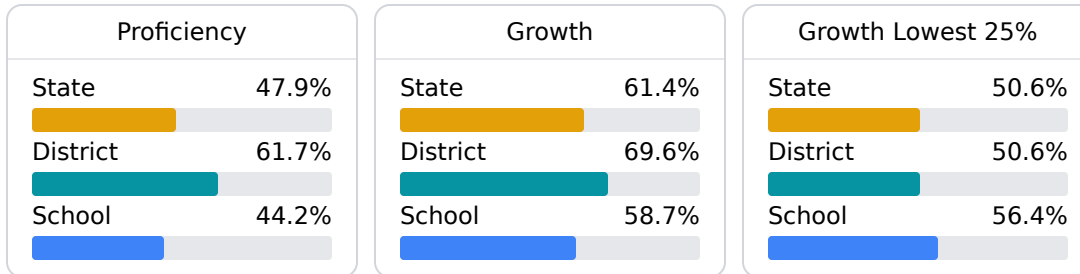 Proficiency
State 47.9%
District 61.7%
School 44.2%
Growth
State 61.4%
District 69.6%
School 58.7%
Growth Lowest 25%
State 50.6%
District 50.6%
School 56.4%